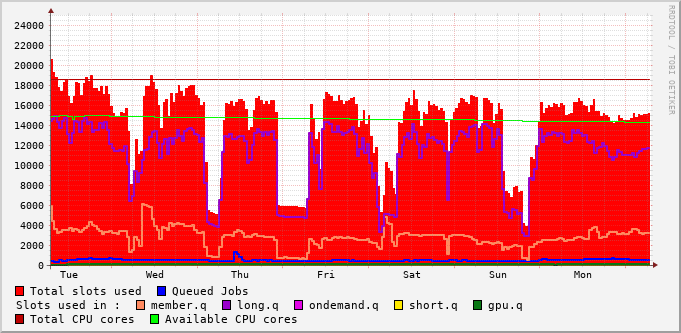 RRDTOOL / TOBI OETIKER
24000
22000
20000
18000
16000
14000
12000
10000
8000
6000
4000
2000
0
Tue Wed Thu Fri Sat Sun Mon
Total slots used Queued Jobs
Slots used in : member.q long.q ondemand.q short.q gpu.q
Total CPU cores Available CPU cores